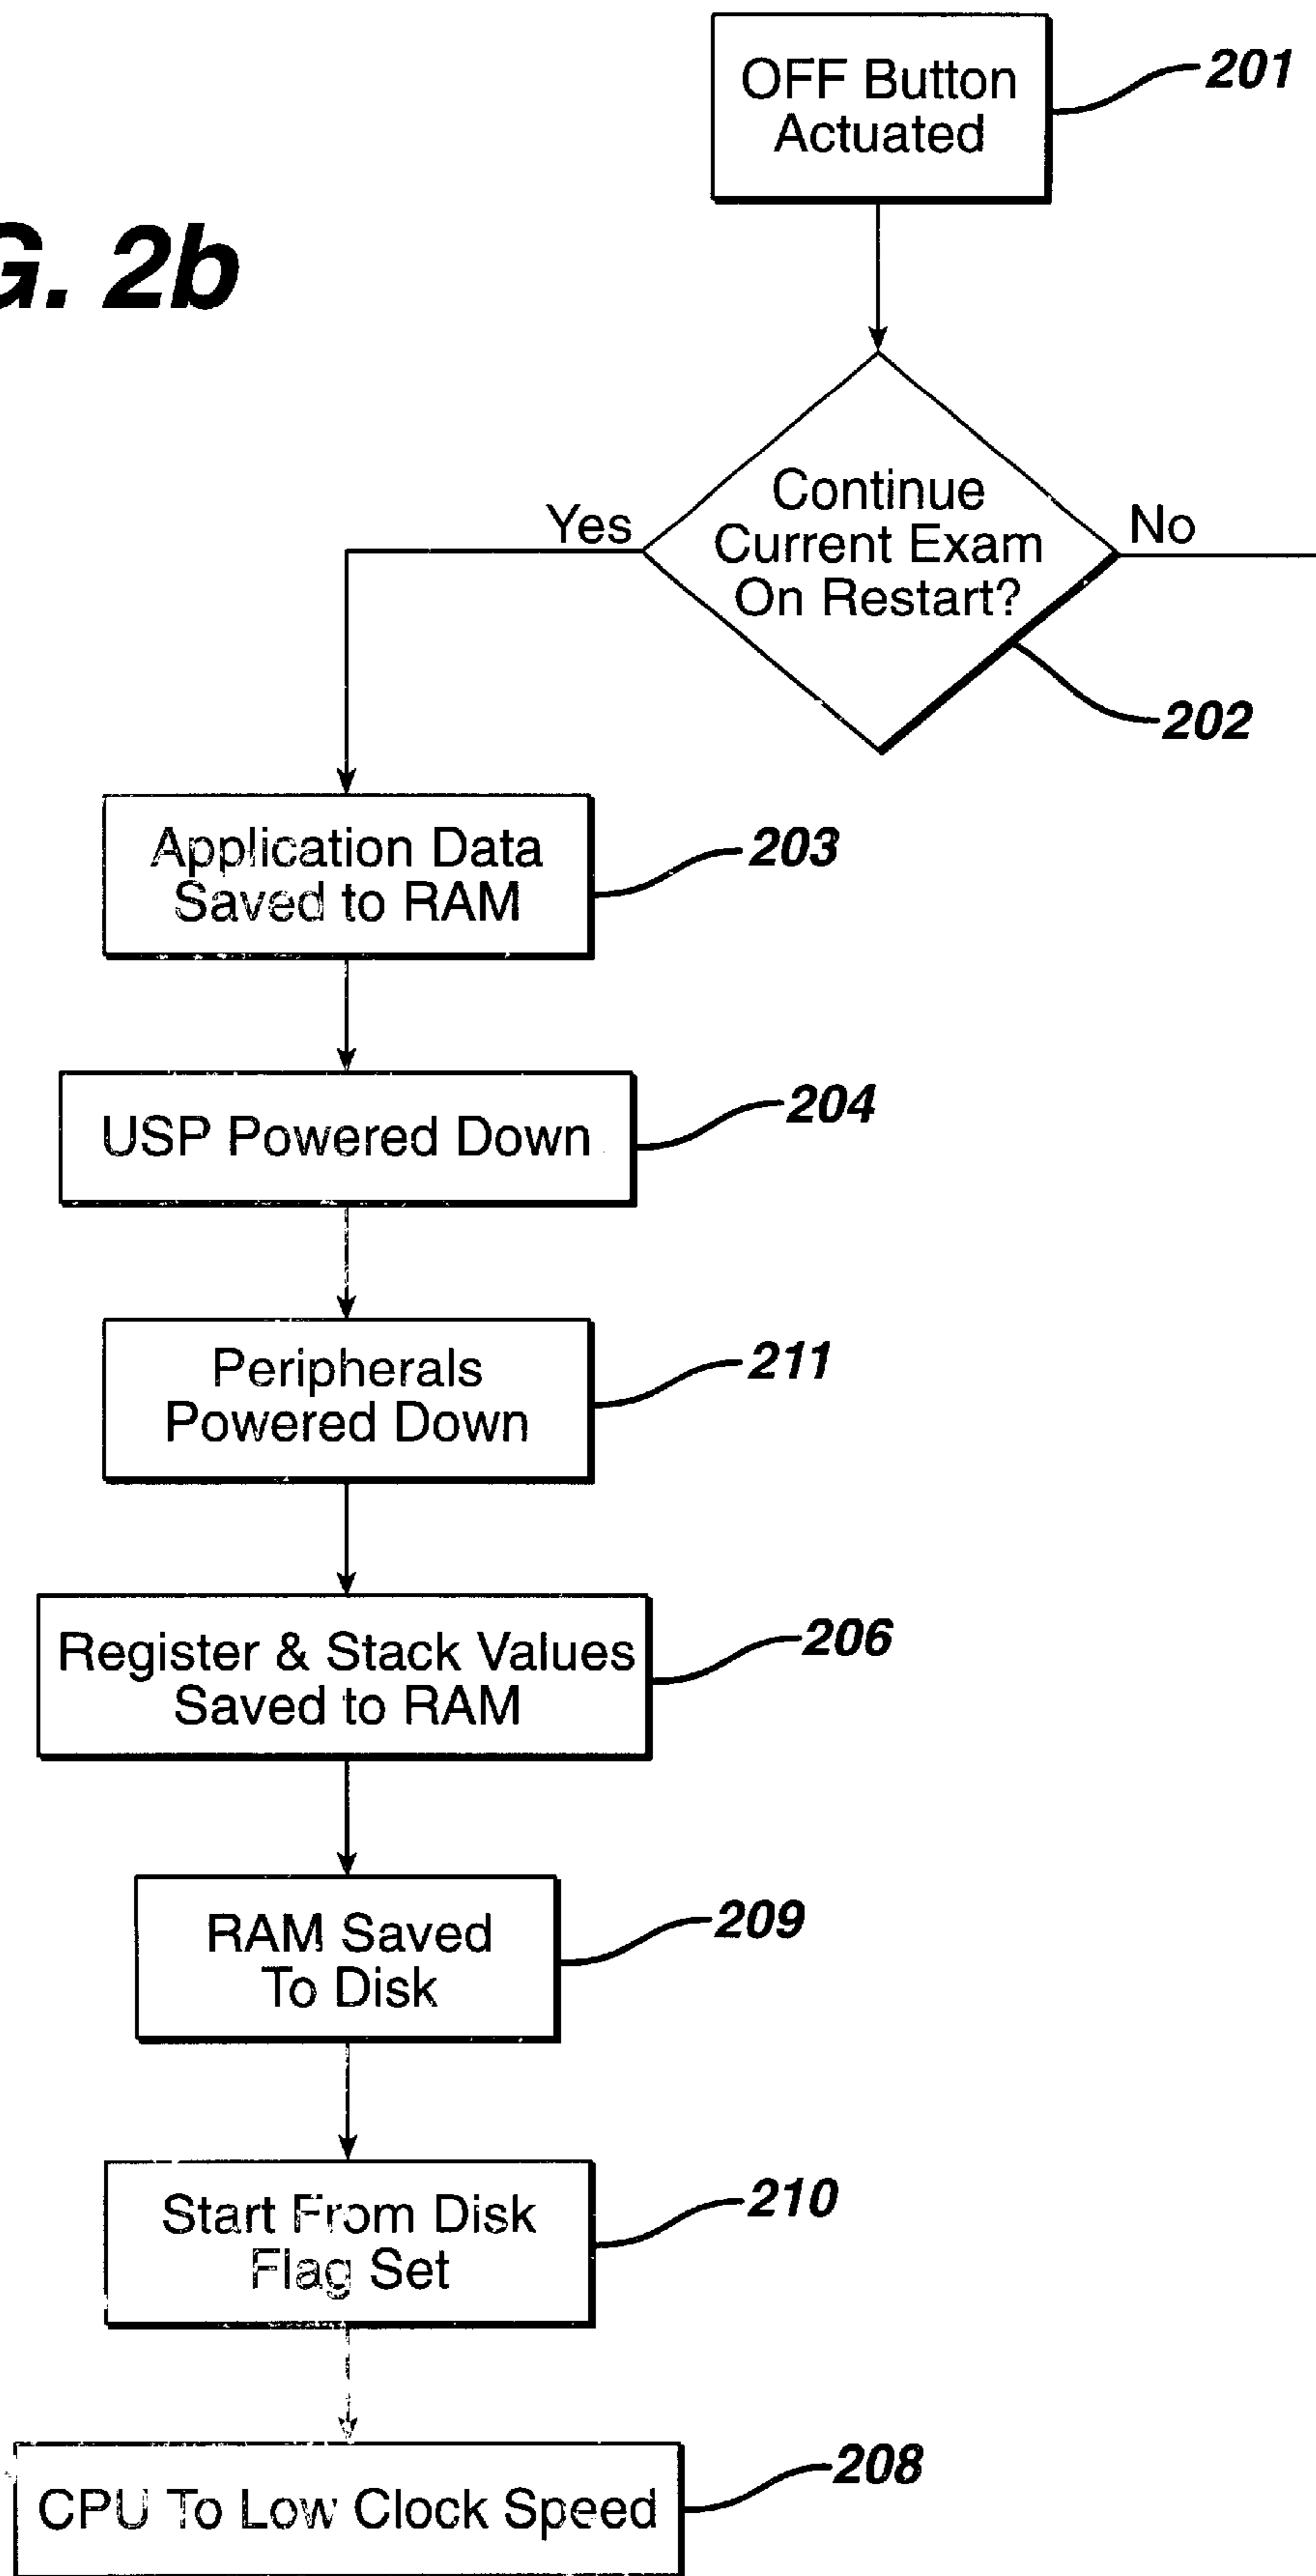 G. 2b
OFF Button
Actuated
201
Continue
Current Exam
On Restart?
Yes
No
202
Application Data
Saved to RAM
203
USP Powered Down
204
Peripherals
Powered Down
211
Register & Stack Values
Saved to RAM
206
RAM Saved
To Disk
209
Start From Disk
Flag Set
210
CPU To Low Clock Speed
208